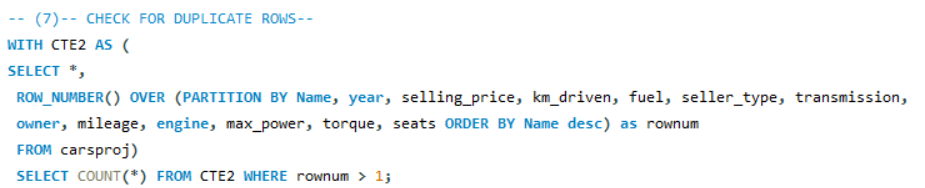 -- (7)-- CHECK FOR DUPLICATE ROWS--
WITH CTE2 AS (
SELECT *,
ROW_NUMBER() OVER (PARTITION BY Name, year, selling_price, km_driven, fuel, seller_type, transmission,
owner, mileage, engine, max_power, torque, seats ORDER BY Name desc) as rownum
FROM carsproj)
SELECT COUNT(*) FROM CTE2 WHERE rownum > 1;